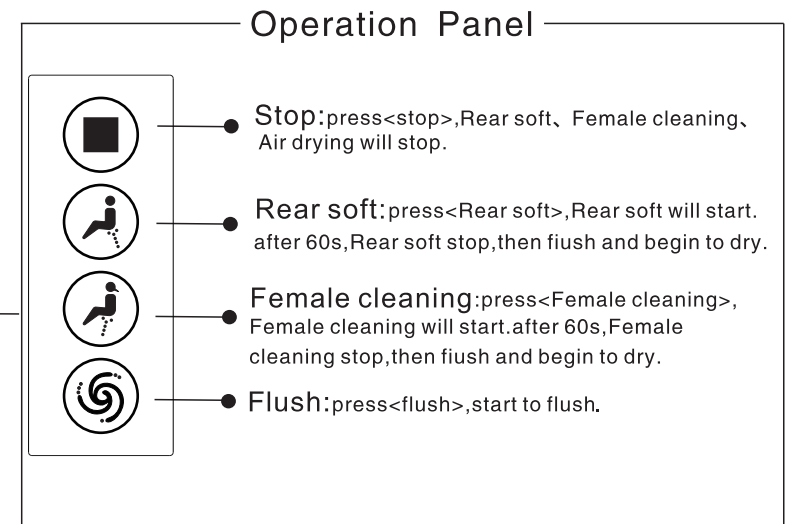 Operation Panel
Stop:press<stop>,Rear soft、Female cleaning、
Air drying will stop.
Rear soft:press<Rear soft>,Rear soft will start.
after 60s,Rear soft stop,then fiush and begin to dry.
Female cleaning:press<Female cleaning>,
Female cleaning will start.after 60s,Female
cleaning stop,then fiush and begin to dry.
Flush:press<flush>,start to flush.